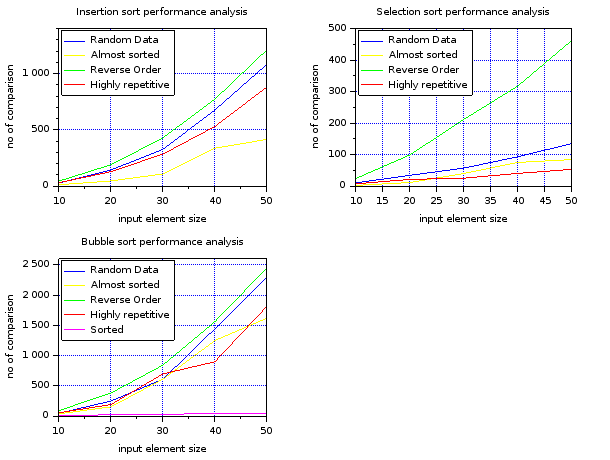 Insertion sort performance analysis
no of comparison
1 000
500
0
Random Data
Almost sorted
Reverse Order
Highly repetitive
10 20 30 40 50
input element size
Selection sort performance analysis
no of comparison
500
400
300
200
100
0
Random Data
Almost sorted
Reverse Order
Highly repetitive
10 15 20 25 30 35 40 45 50
input element size
Bubble sort performance analysis
no of comparison
2 500
2 000
1 500
1 000
500
0
Random Data
Almost sorted
Reverse Order
Highly repetitive
Sorted
10 20 30 40 50
input element size